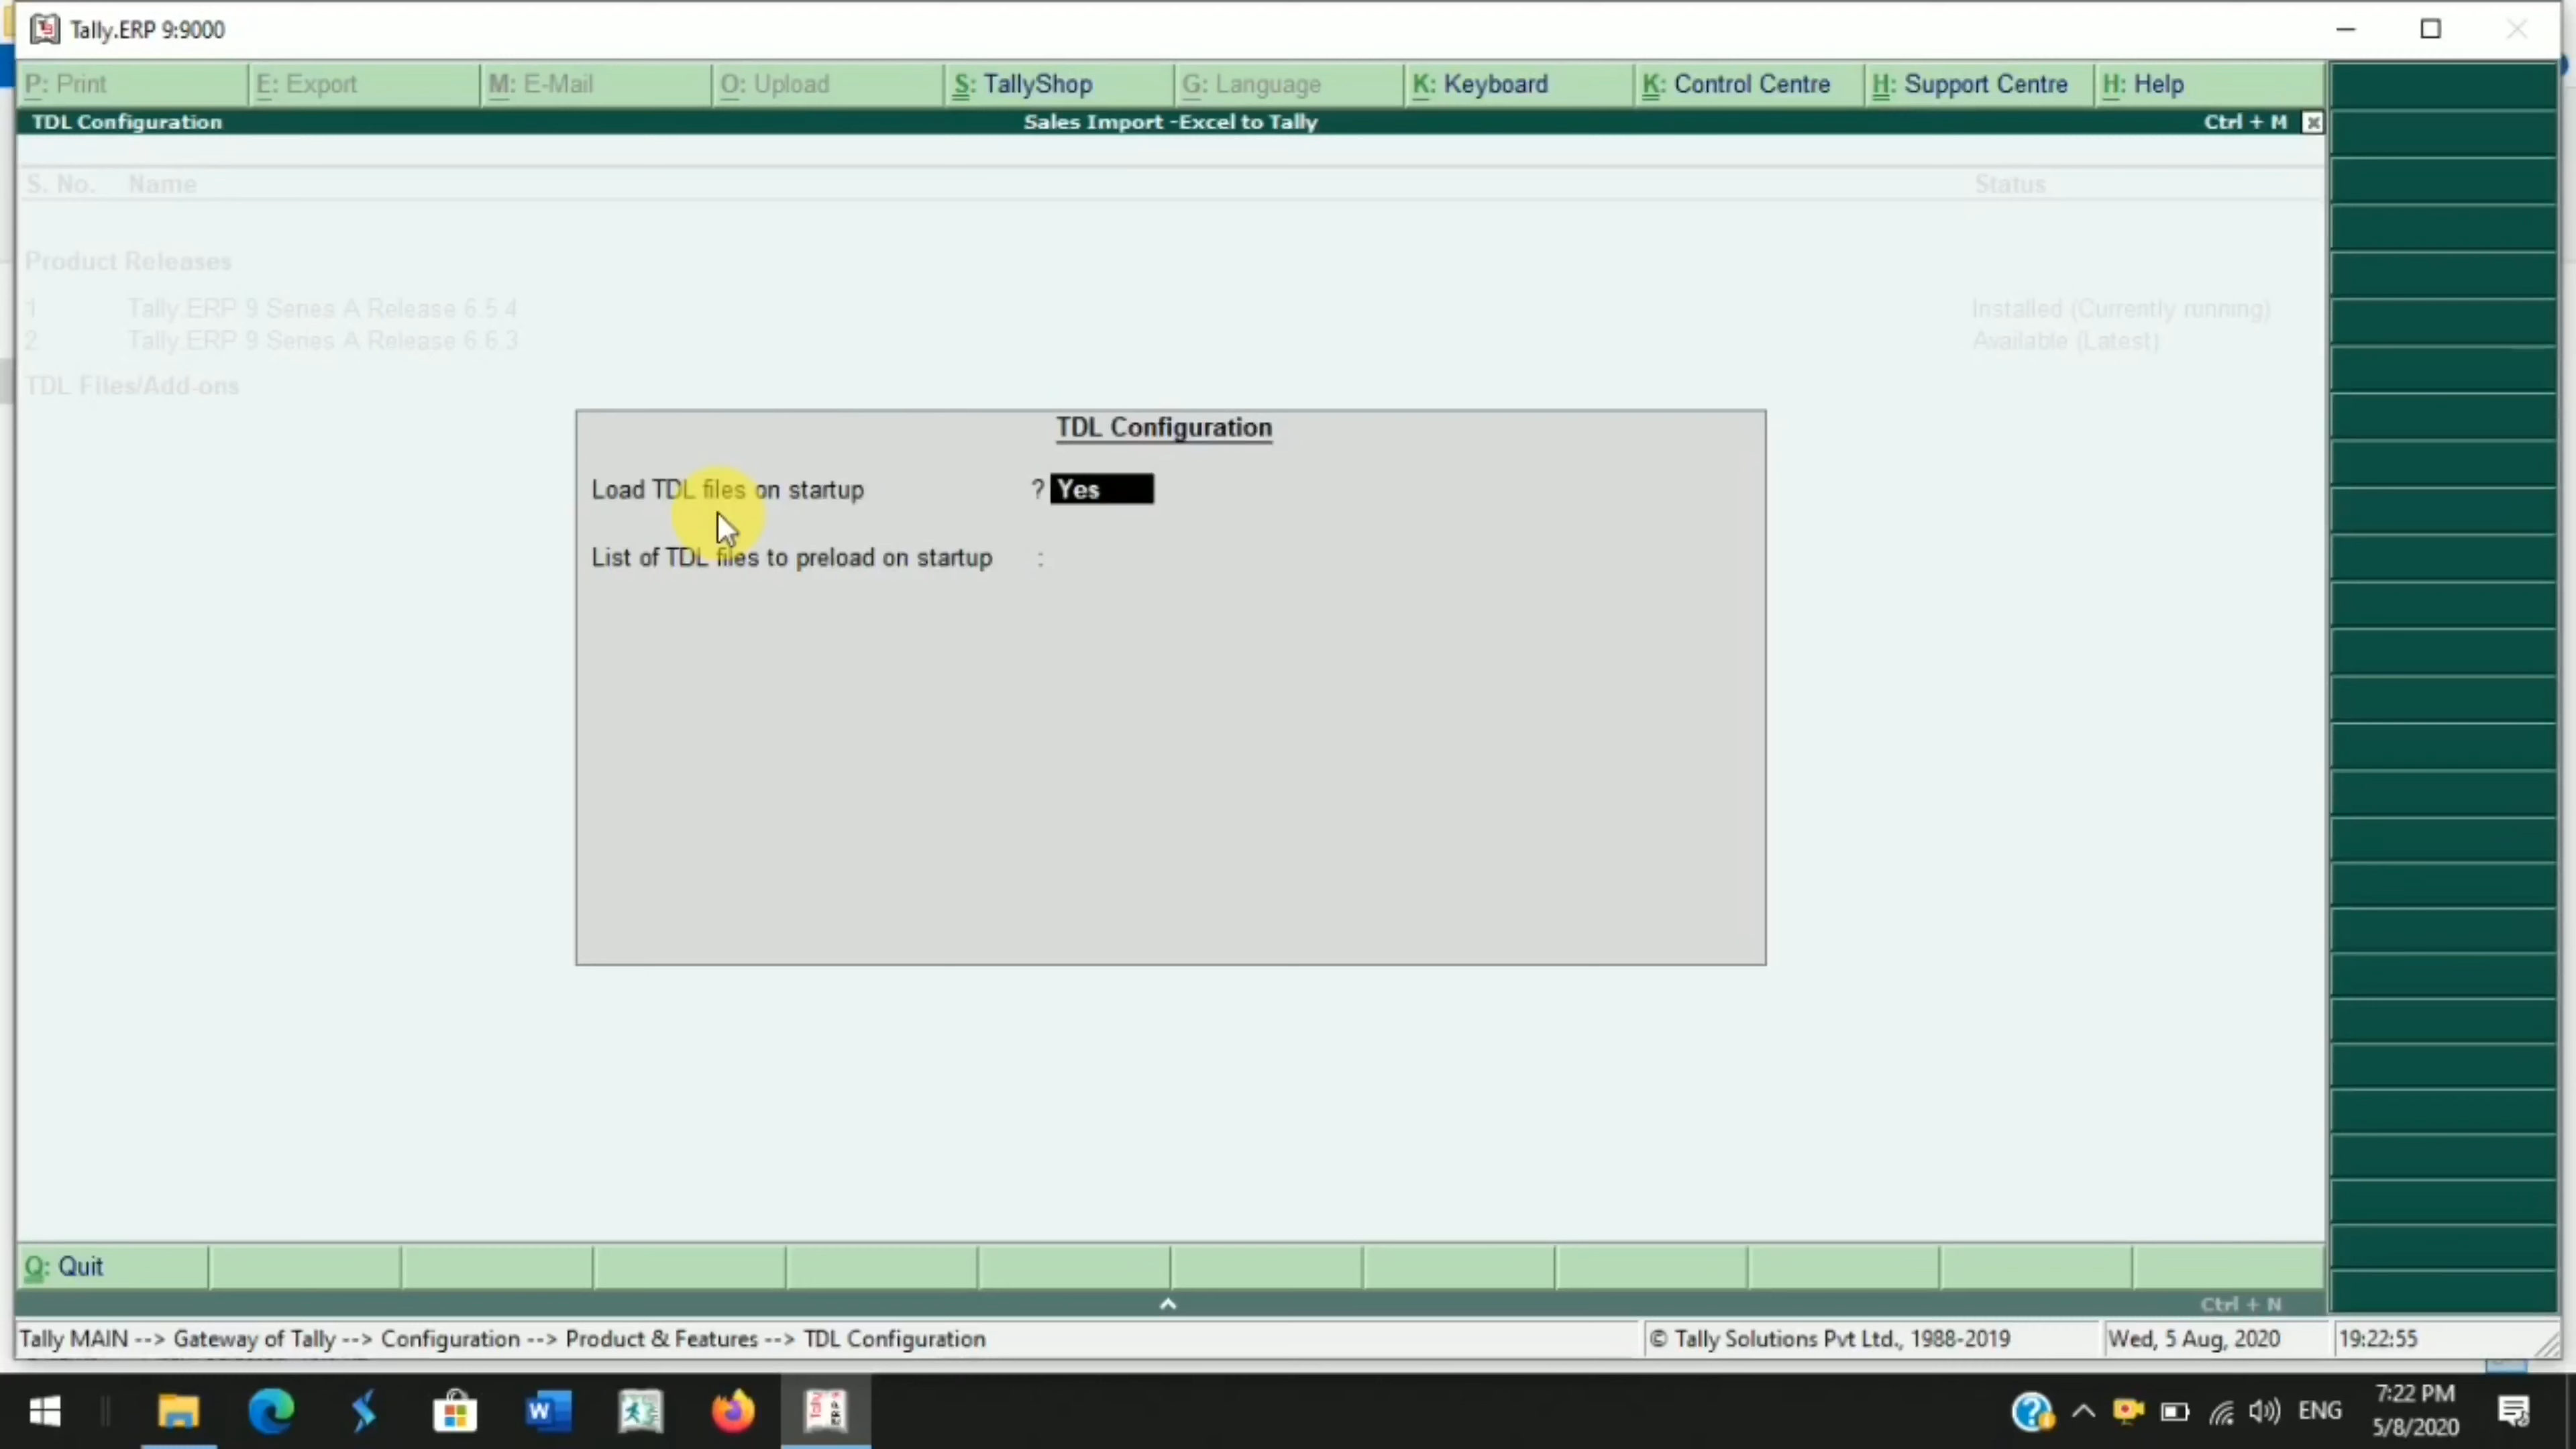 Tally.ERP 9:9000
P: Print E: Export M: E-Mail O: Upload S: TallyShop G: Language K: Keyboard K: Control Centre H: Support Centre H: Help
TDL Configuration Sales Import -Excel to Tally Ctrl + M
S. No. Name Status
Product Releases
1 Tally.ERP 9 Series A Release 6.5.4 Installed (Currently running)
2 Tally.ERP 9 Series A Release 6.6.3 Available (Latest)
TDL Files/Add-ons
TDL Configuration
Load TDL files on startup ? Yes
List of TDL files to preload on startup :
Q: Quit
Ctrl + N
Tally MAIN --> Gateway of Tally --> Configuration --> Product & Features --> TDL Configuration © Tally Solutions Pvt Ltd., 1988-2019 Wed, 5 Aug, 2020 19:22:55
ENG 7:22 PM
5/8/2020